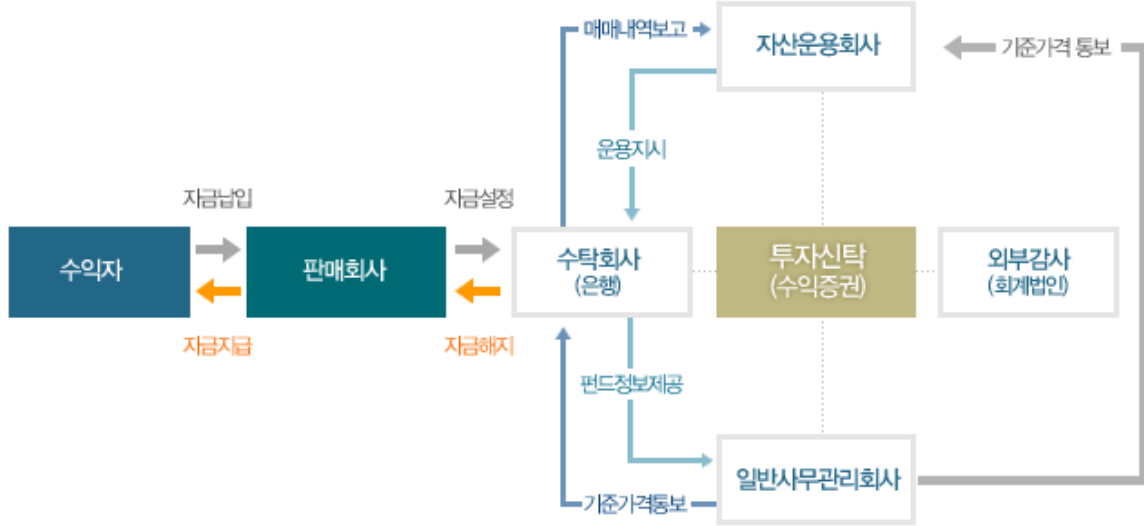 매매내역보고
자산운용회사
기준가격 통보
운용지시
자금납입
자금설정
수익자
판매회사
수탁회사
(은행)
투자신탁
(수익증권)
외부감사
(회계법인)
자금지급
자금해지
펀드정보제공
일반사무관리회사
기준가격통보